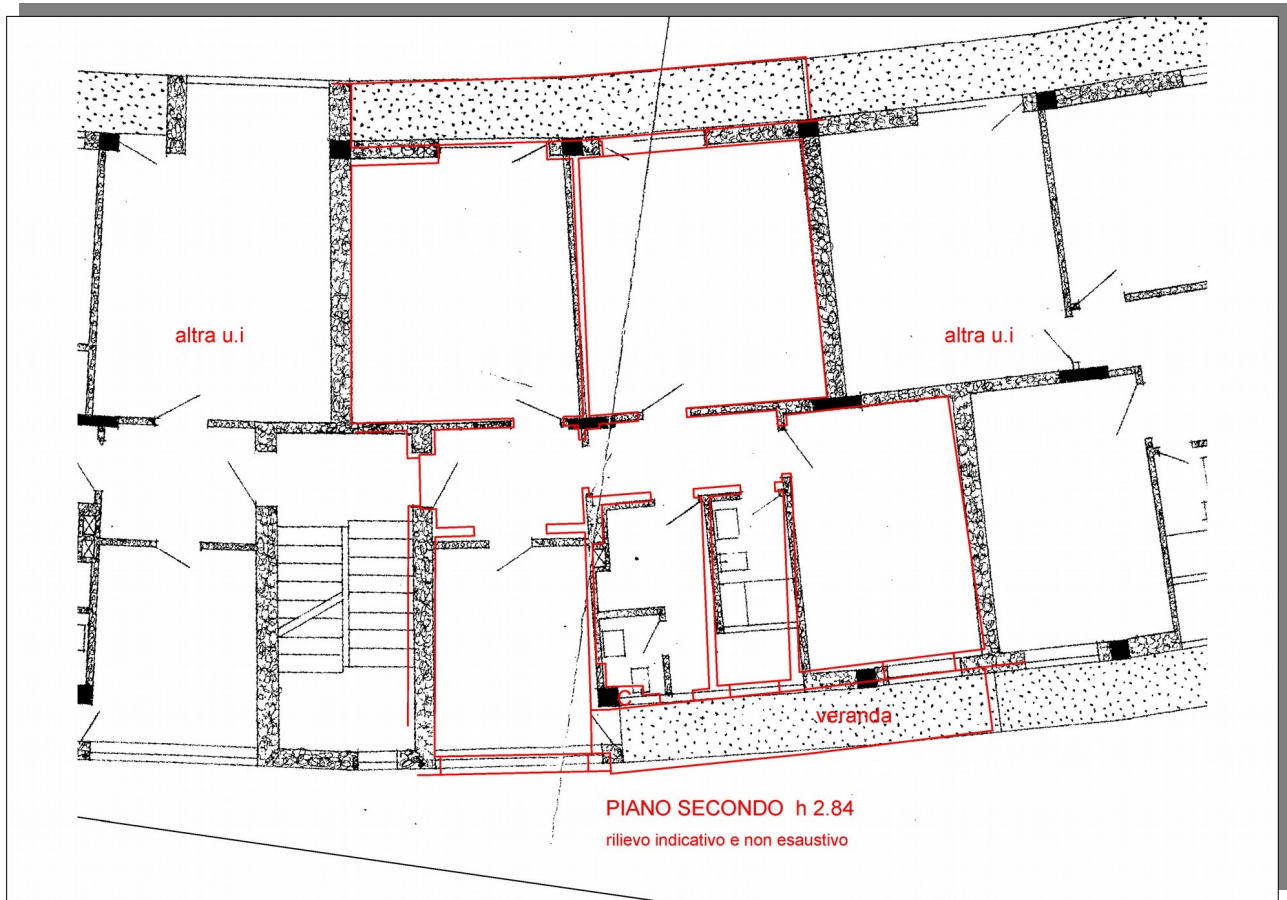 altra u.i
altra u.i
C
veranda
PIANO SECONDO h 2.84
rilievo indicativo e non esaustivo